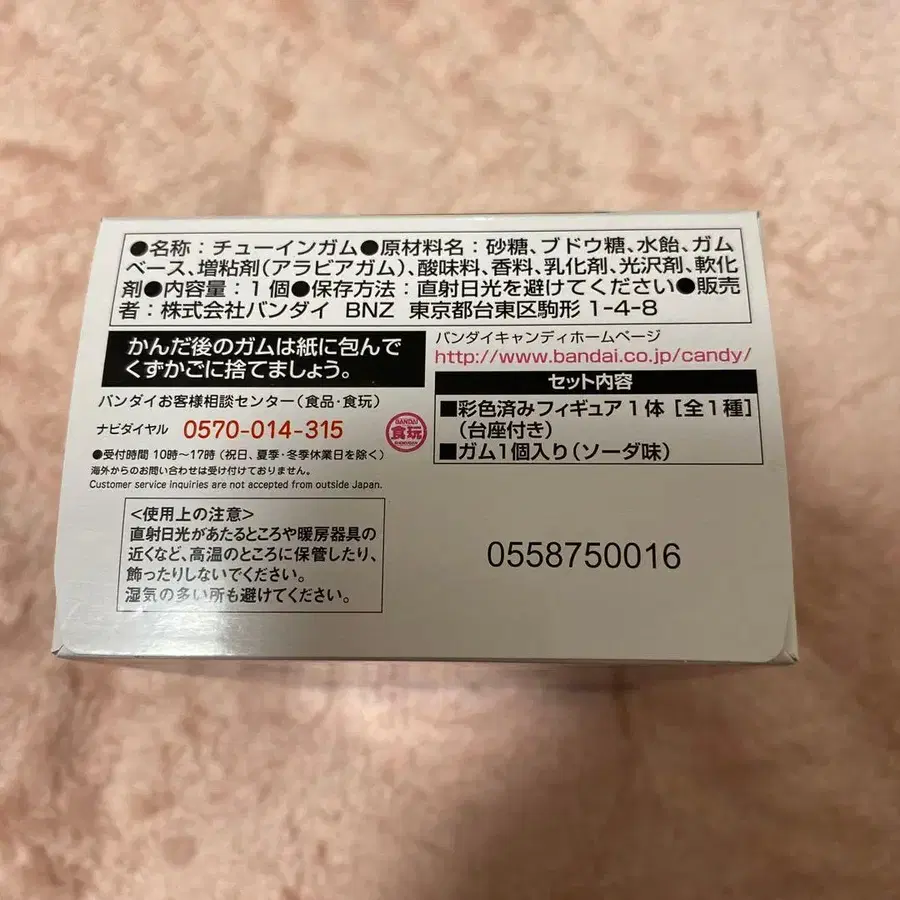 ●名称：チューインガム●原材料名：砂糖、ブドウ糖、水飴、ガム
ベース、増粘剤(アラビアガム)、酸味料、香料、乳化剤、光沢剤、軟化
剤●内容量：1個●保存方法：直射日光を避けてください●販売
者：株式会社バンダイ BNZ 東京都台東区駒形1-4-8
かんだ後のガムは紙に包んで
くずかごに捨てましょう。
バンダイキャンディホームページ
http://www.bandai.co.jp/candy/
バンダイお客様相談センター(食品・食玩)
ナビダイヤル 0570-014-315
●受付時間 10時〜17時(祝日、夏季・冬季休業日を除く)
海外からのお問い合わせは受け付けておりません。
Customer service inquiries are not accepted from outside Japan.
BANDAI
食玩
セット内容
■彩色済みフィギュア1体[全1種]
(台座付き)
■ガム1個入り(ソーダ味)
<使用上の注意>
直射日光があたるところや暖房器具の
近くなど、高温のところに保管したり、
飾ったりしないでください。
湿気の多い所も避けてください。
0558750016